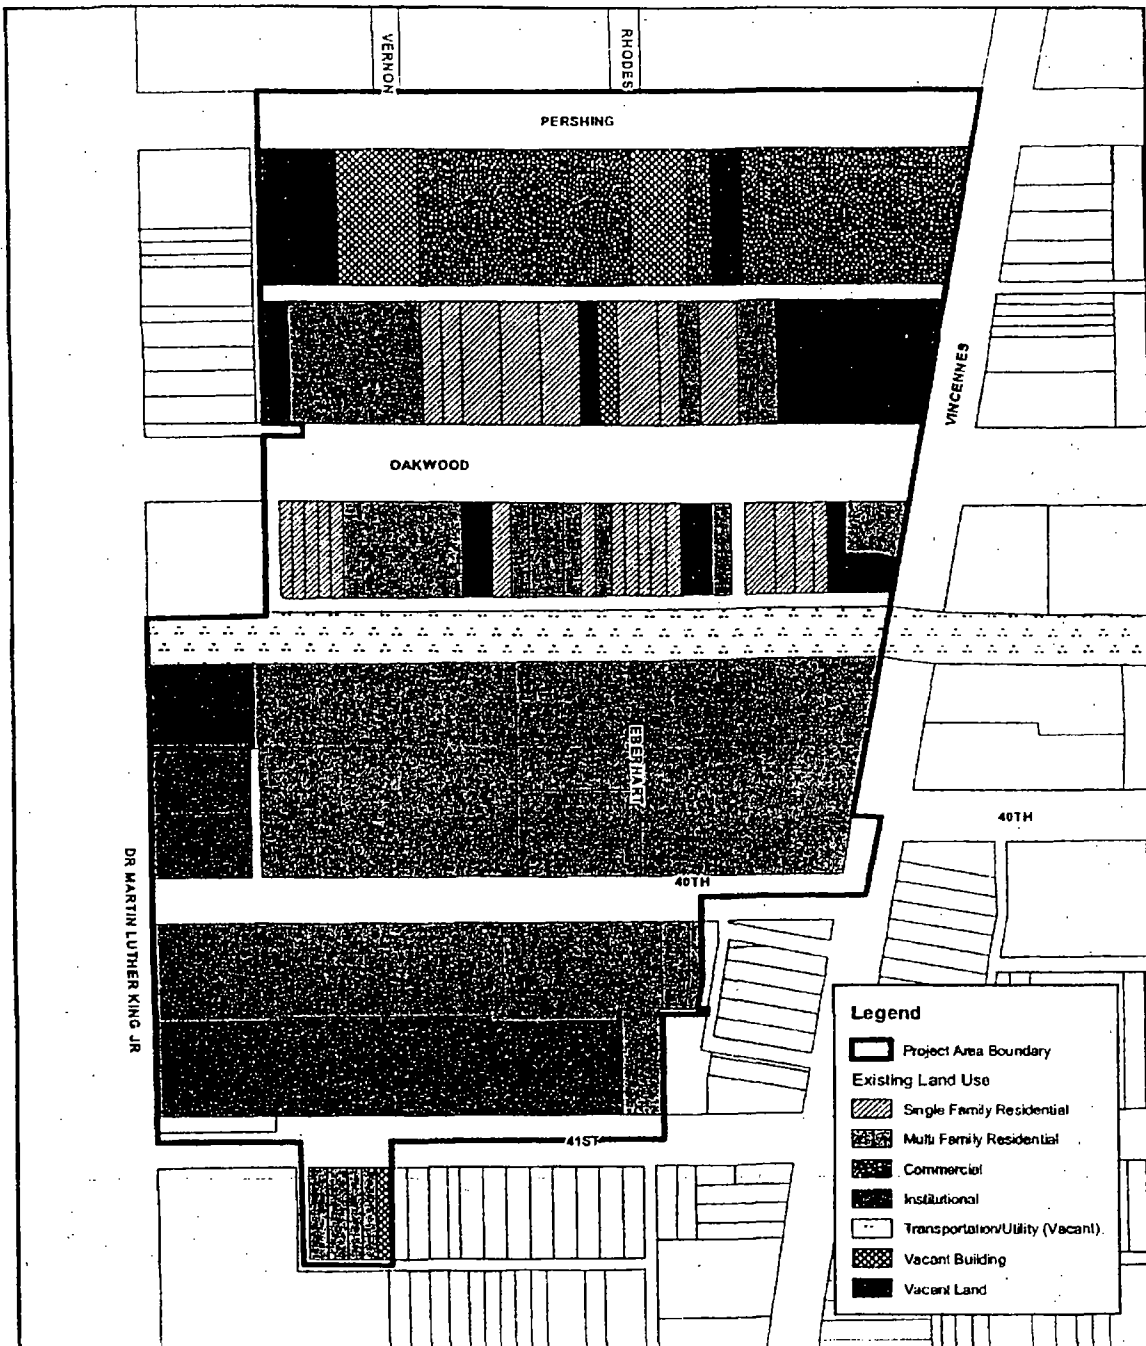 VERNON
RHODES
PERSHING
VINCENNES
OAKWOOD
EBERHART
40TH
40TH
DR MARTIN LUTHER KING JR
41ST
Legend
Project Area Boundary
Existing Land Use
Single Family Residential
Multi Family Residential
Commercial
Institutional
Transportation/Utility (Vacant)
Vacant Building
Vacant Land